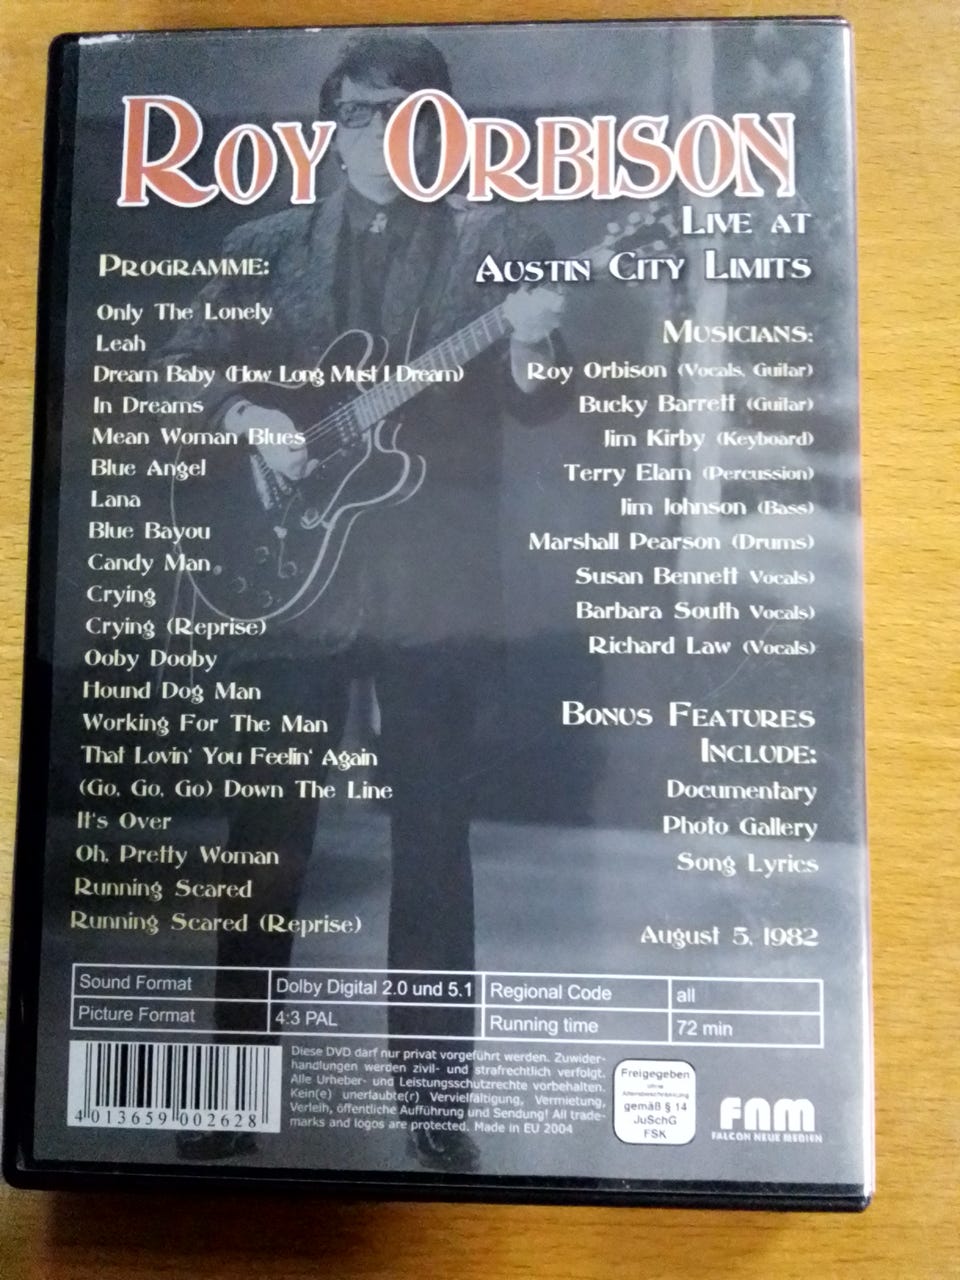 ROY ORBISON
LIVE AT
AUSTIN CITY LIMITS
PROGRAMME:
Only The Lonely
Leah
Dream Baby (How Long Must I Dream)
In Dreams
Mean Woman Blues
Blue Angel
Lana
Blue Bayou
Candy Man
Crying
Crying (Reprise)
Ooby Dooby
Hound Dog Man
Working For The Man
That Lovin' You Feelin' Again
(Go, Go, Go) Down The Line
It's Over
Oh, Pretty Woman
Running Scared
Running Scared (Reprise)
MUSICIANS:
Roy Orbison (Vocals, Guitar)
Bucky Barrett (Guitar)
Jim Kirby (Keyboard)
Terry Elam (Percussion)
Jim Johnson (Bass)
Marshall Pearson (Drums)
Susan Bennett Vocals)
Barbara South Vocals)
Richard Law (Vocals)
BONUS FEATURES
INCLUDE:
Documentary
Photo Gallery
Song Lyrics
August 5, 1982
Sound Format Dolby Digital 2.0 und 5.1 Regional Code all
Picture Format 4:3 PAL Running time 72 min
4 013659 002628
Diese DVD darf nur privat vorgeführt werden. Zuwider-
handlungen werden zivil- und strafrechtlich verfolgt.
Alle Urheber- und Leistungsschutzrechte vorbehalten.
Kein(e) unerlaubte(r) Vervielfältigung, Vermietung,
Verleih, öffentliche Aufführung und Sendung! All trade-
marks and logos are protected. Made in EU 2004
Freigegeben
ohne
Altersbeschränkung
gemäß § 14
JuSchG
FSK
FNM
FALCON NEUE MEDIEN